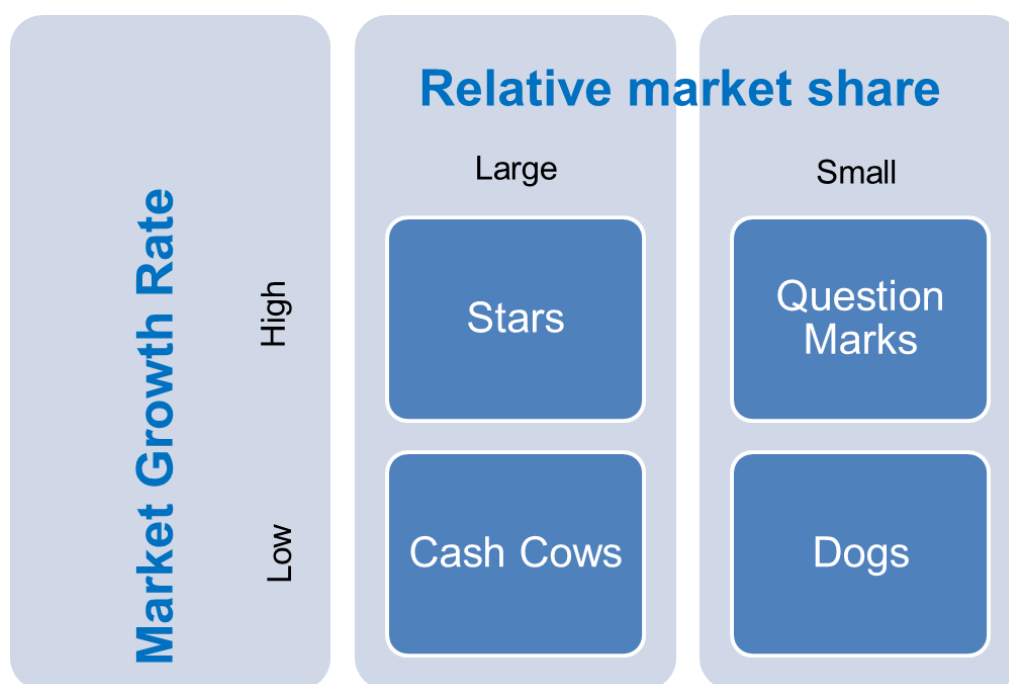 Relative market share
Large
Small
Market Growth Rate
High
Stars
Question
Marks
Low
Cash Cows
Dogs